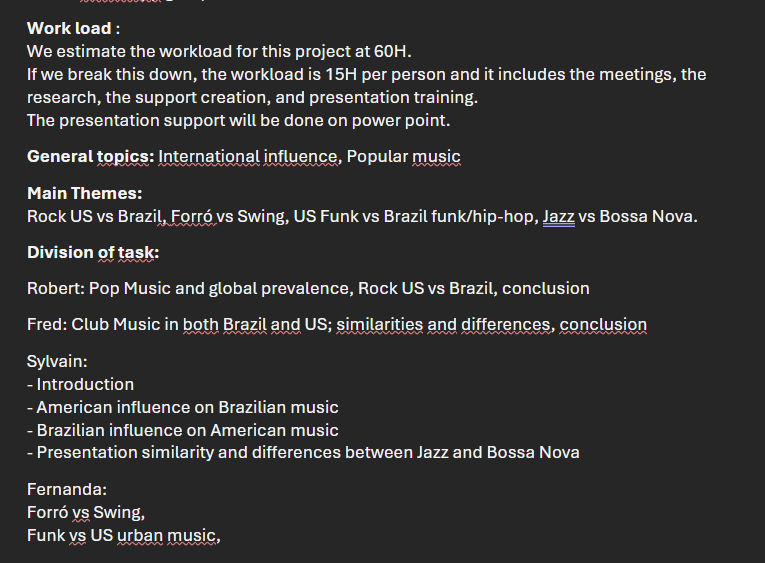 Work load :
We estimate the workload for this project at 60H.
If we break this down, the workload is 15H per person and it includes the meetings, the
research, the support creation, and presentation training.
The presentation support will be done on power point.
General topics: International influence, Popular music
Main Themes:
Rock US vs Brazil, Forró vs Swing, US Funk vs Brazil funk/hip-hop, Jazz vs Bossa Nova.
Division of task:
Robert: Pop Music and global prevalence, Rock US vs Brazil, conclusion
Fred: Club Music in both Brazil and US; similarities and differences, conclusion
Sylvain:
- Introduction
- American influence on Brazilian music
- Brazilian influence on American music
- Presentation similarity and differences between Jazz and Bossa Nova
Fernanda:
Forró vs Swing,
Funk vs US urban music,